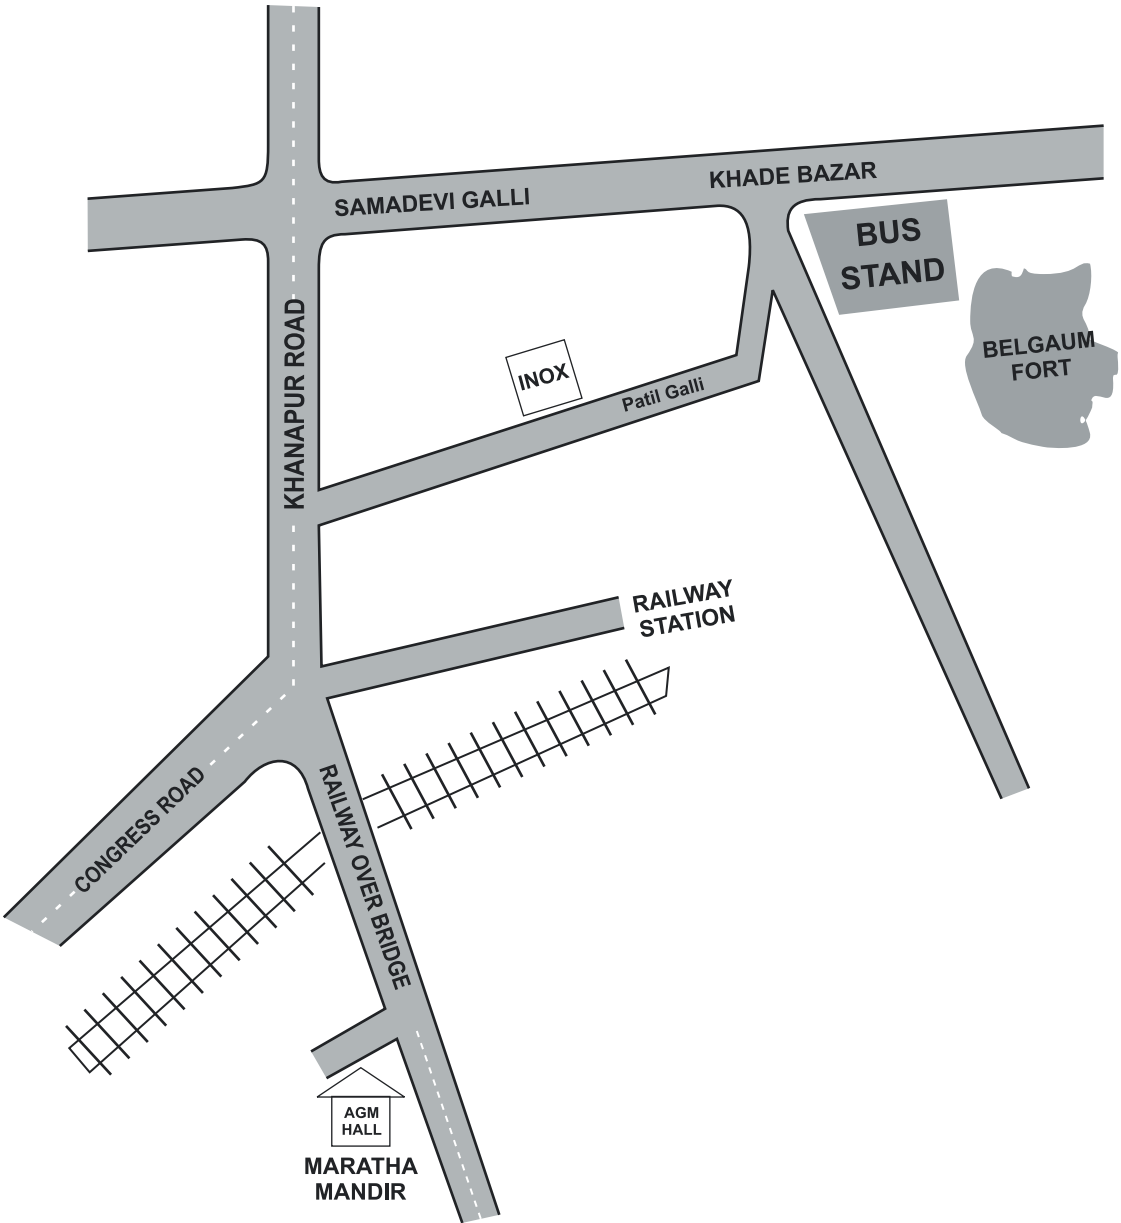 KHADE BAZAR
SAMADEVI GALLI
BUS
STAND
BELGAUM
FORT
KHANAPUR ROAD
INOX
Patil Galli
RAILWAY
STATION
CONGRESS ROAD
RAILWAY OVER BRIDGE
AGM
HALL
MARATHA
MANDIR